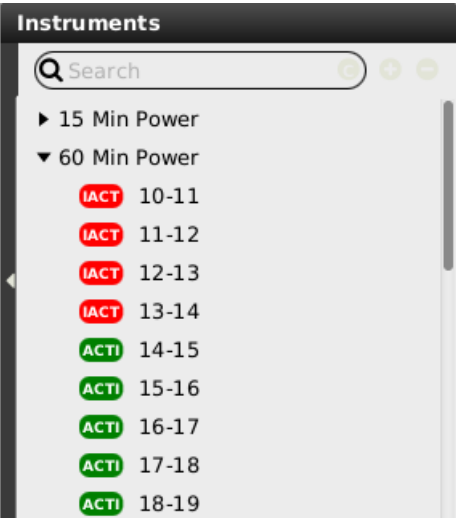 Instruments
Search
15 Min Power
60 Min Power
IACT 10-11
IACT 11-12
IACT 12-13
IACT 13-14
ACTI 14-15
ACTI 15-16
ACTI 16-17
ACTI 17-18
ACTI 18-19